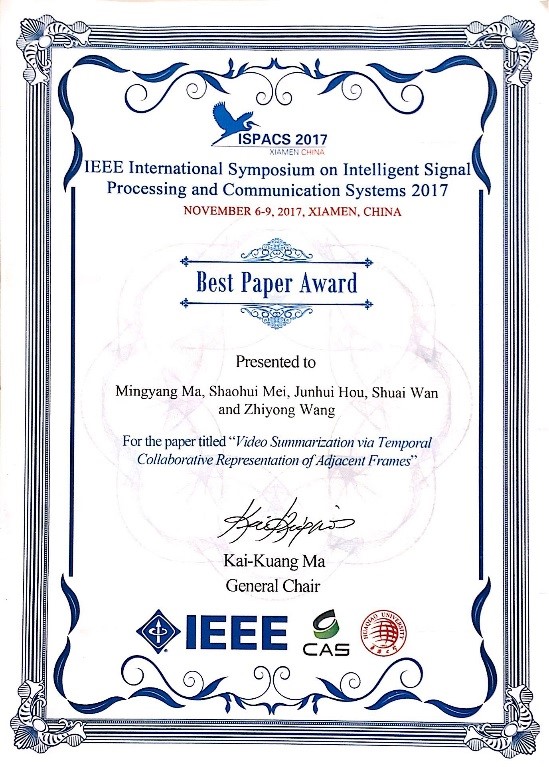 ISPACS 2017
XIAMEN CHINA
IEEE International Symposium on Intelligent Signal
Processing and Communication Systems 2017
NOVEMBER 6-9, 2017, XIAMEN, CHINA
Best Paper Award
Presented to
Mingyang Ma, Shaohui Mei, Junhui Hou, Shuai Wan
and Zhiyong Wang
For the paper titled “Video Summarization via Temporal
Collaborative Representation of Adjacent Frames”
Kai-Kuang Ma
General Chair
IEEE
CAS
HUAQIAO UNIVERSITY